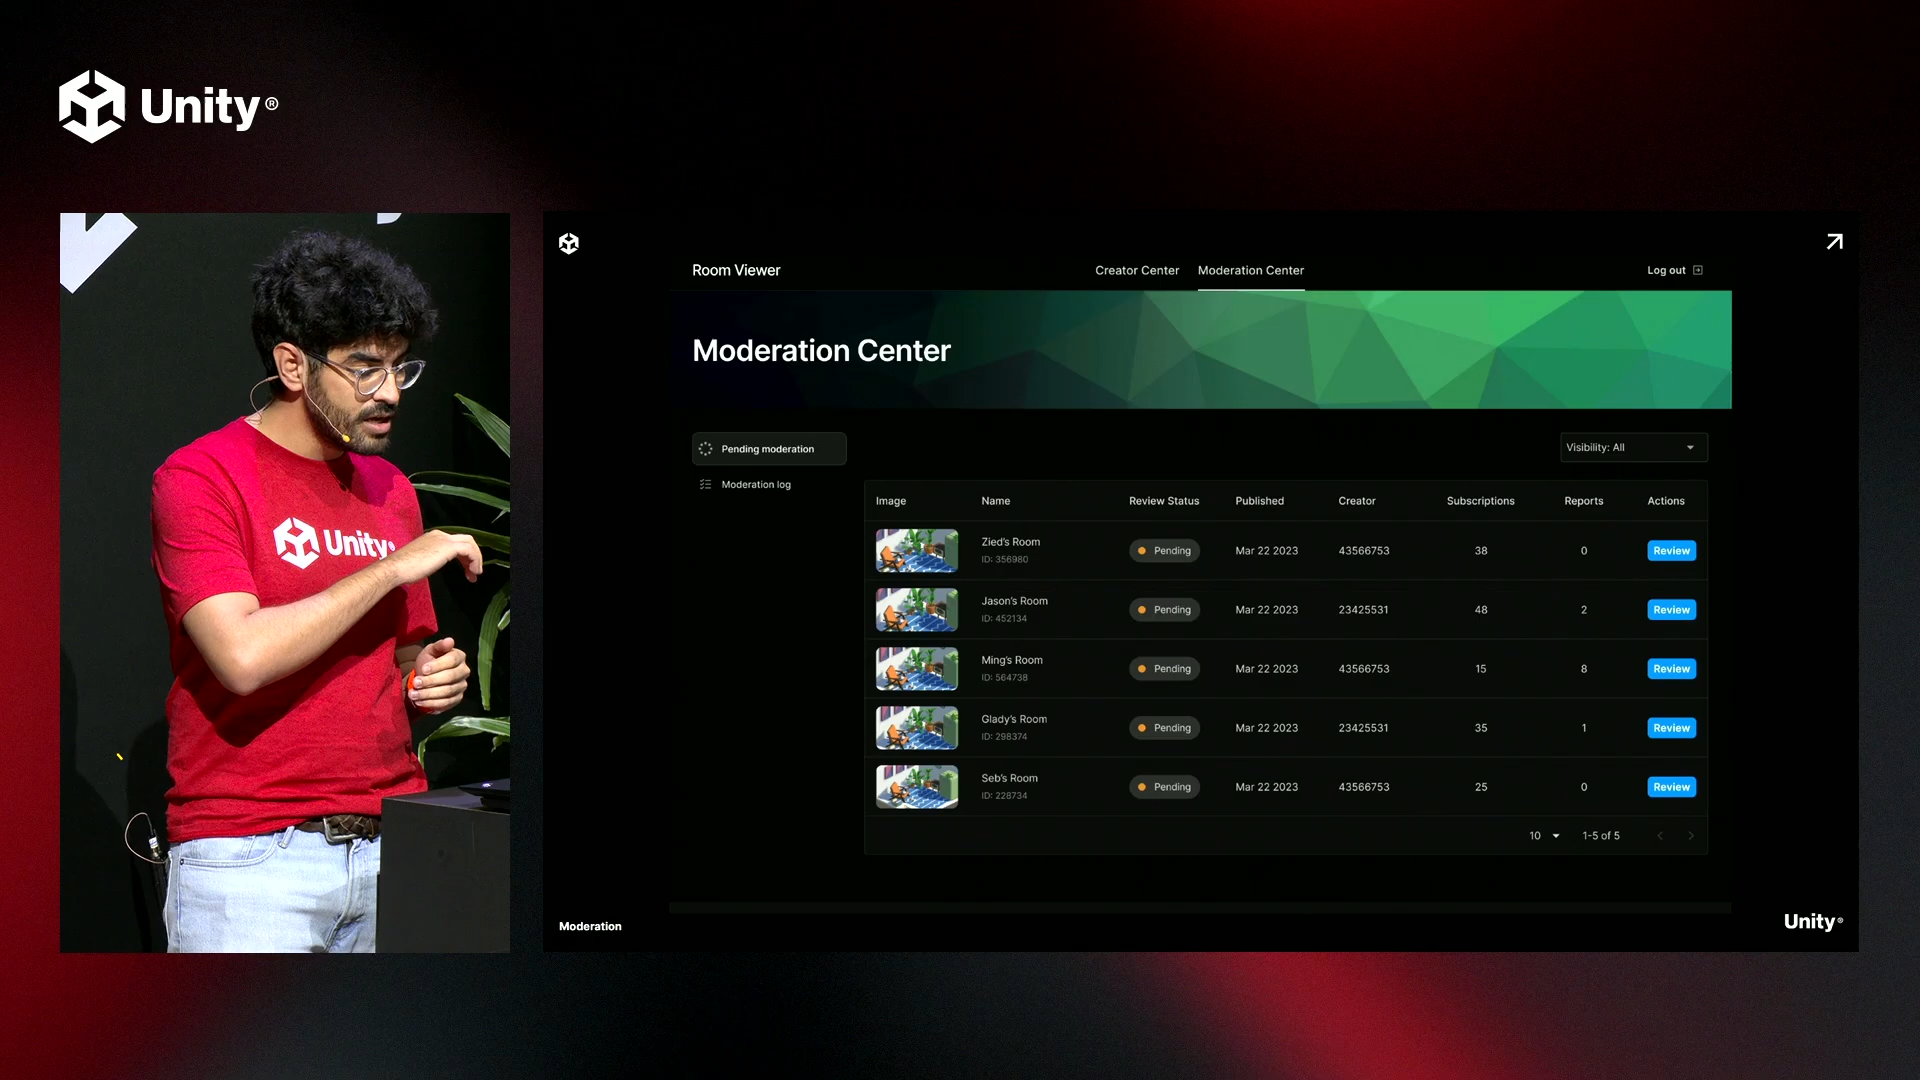 Unity®
Unity®
Room Viewer
Creator Center
Moderation Center
Log out
Moderation Center
Pending moderation
Moderation log
Visibility: All
Image Name Review Status Published Creator Subscriptions Reports Actions
Zied's Room
ID: 356980
Pending Mar 22 2023 43566753 38 0 Review
Jason's Room
ID: 452134
Pending Mar 22 2023 23425531 48 2 Review
Ming's Room
ID: 564738
Pending Mar 22 2023 43566753 15 8 Review
Glady's Room
ID: 298374
Pending Mar 22 2023 23425531 35 1 Review
Seb's Room
ID: 228734
Pending Mar 22 2023 43566753 25 0 Review
10 1-5 of 5
Moderation
Unity®